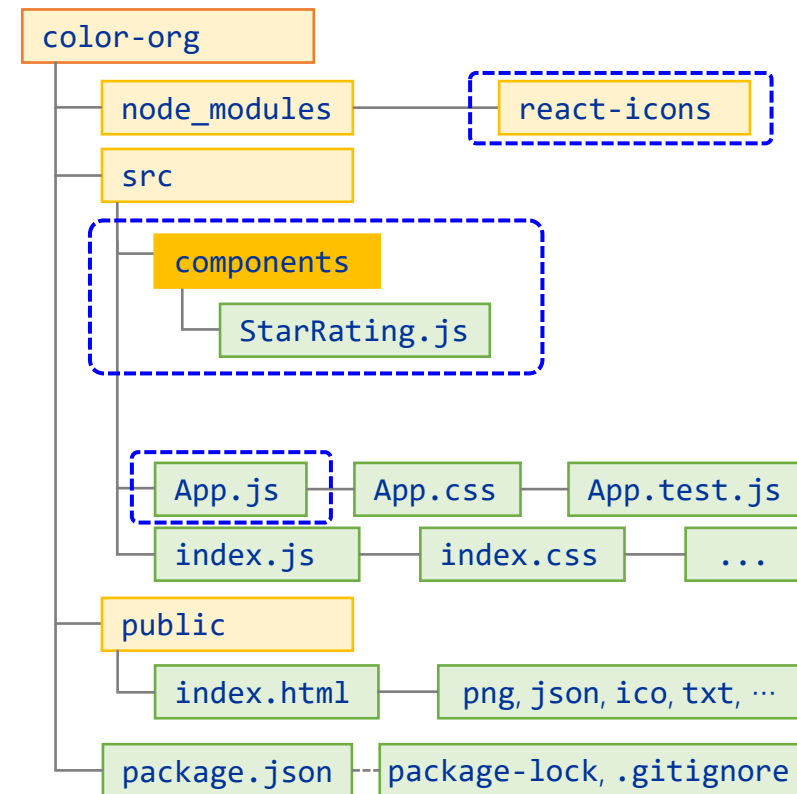 color-org
node_modules react-icons
src
components
StarRating.js
App.js App.css App.test.js
index.js index.css ...
public
index.html png, json, ico, txt, ⋯
package.json package-lock, .gitignore